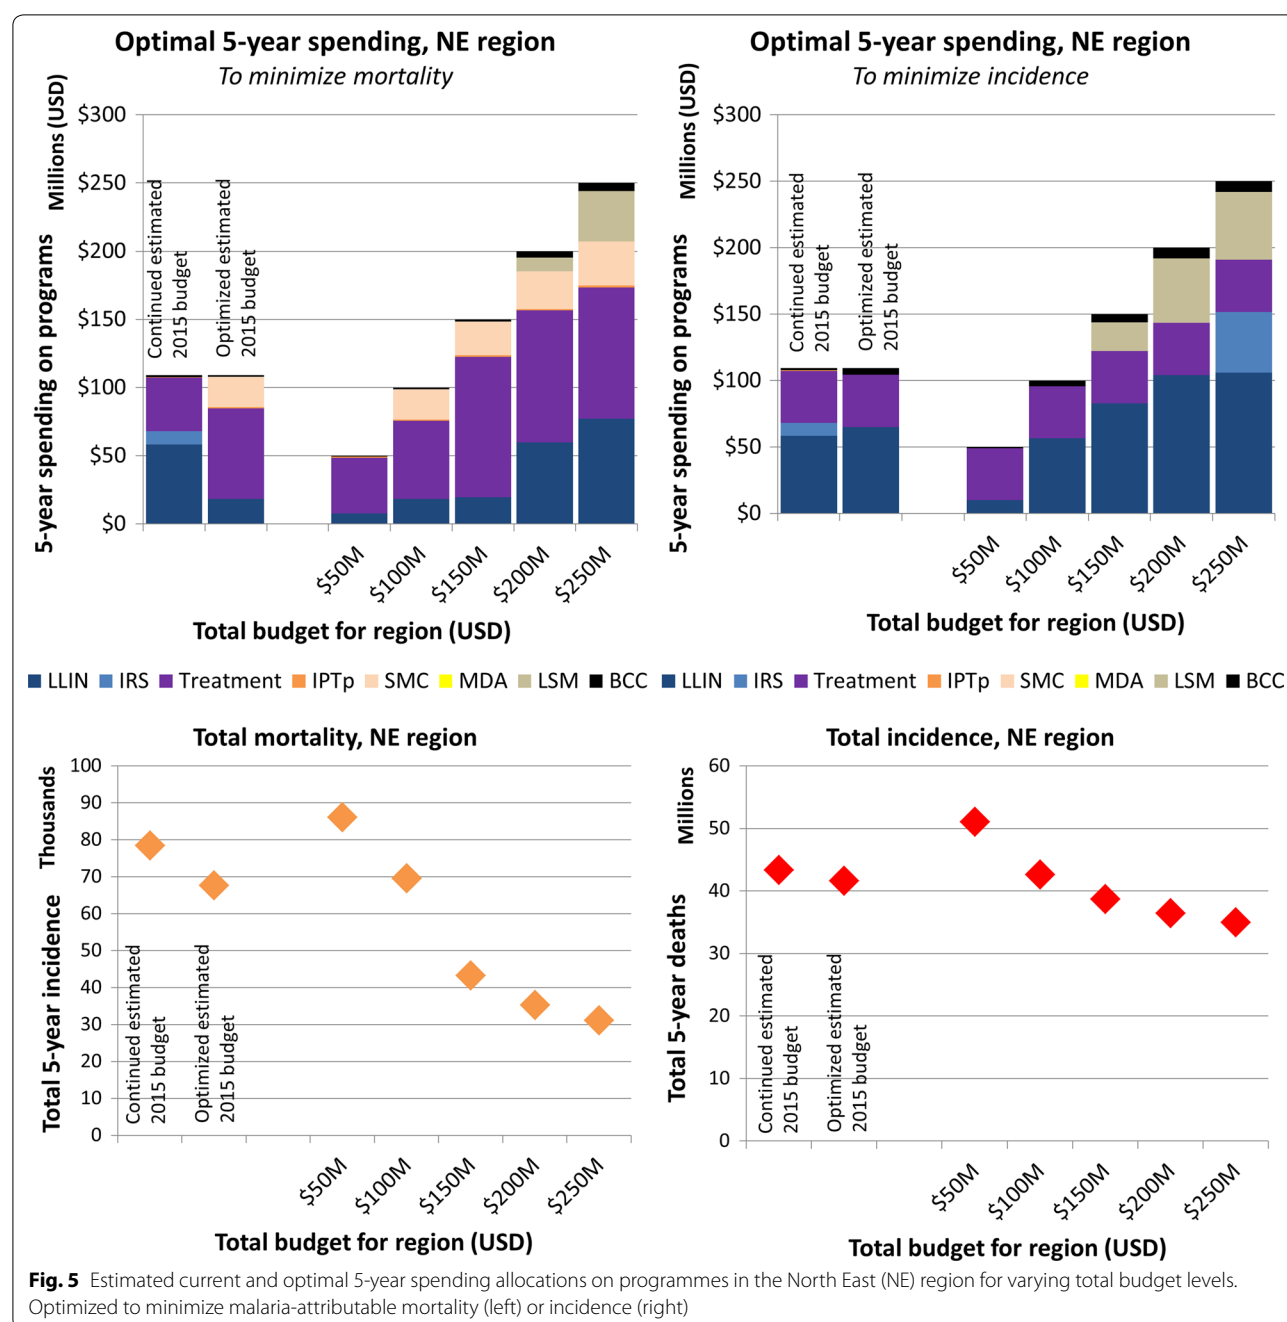 Optimal 5-year spending, NE region
To minimize mortality
5-year spending on programs
Millions (USD)
$300
$250
$200
$150
$100
$50
$0
Continued estimated
2015 budget
Optimized estimated
2015 budget
$50M
$100M
$150M
$200M
$250M
Total budget for region (USD)
LLIN IRS Treatment IPTp SMC MDA LSM BCC
Optimal 5-year spending, NE region
To minimize incidence
5-year spending on programs
Millions (USD)
$300
$250
$200
$150
$100
$50
$0
Continued estimated
2015 budget
Optimized estimated
2015 budget
$50M
$100M
$150M
$200M
$250M
Total budget for region (USD)
LLIN IRS Treatment IPTp SMC MDA LSM BCC
Total mortality, NE region
Total 5-year incidence
Thousands
100
90
80
70
60
50
40
30
20
10
0
Continued estimated
2015 budget
Optimized estimated
2015 budget
$50M
$100M
$150M
$200M
$250M
Total budget for region (USD)
Total incidence, NE region
Total 5-year deaths
Millions
60
50
40
30
20
10
0
Continued estimated
2015 budget
Optimized estimated
2015 budget
$50M
$100M
$150M
$200M
$250M
Total budget for region (USD)
Fig. 5 Estimated current and optimal 5-year spending allocations on programmes in the North East (NE) region for varying total budget levels.
Optimized to minimize malaria-attributable mortality (left) or incidence (right)